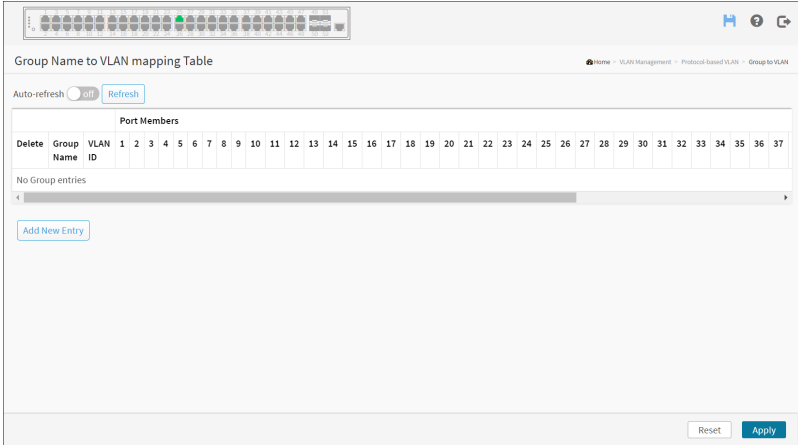 Group Name to VLAN mapping Table
Home > VLAN Management > Protocol-based VLAN > Group to VLAN
Auto-refresh off Refresh
Port Members
Delete Group Name VLAN ID 1 2 3 4 5 6 7 8 9 10 11 12 13 14 15 16 17 18 19 20 21 22 23 24 25 26 27 28 29 30 31 32 33 34 35 36 37
No Group entries
Add New Entry
Reset Apply